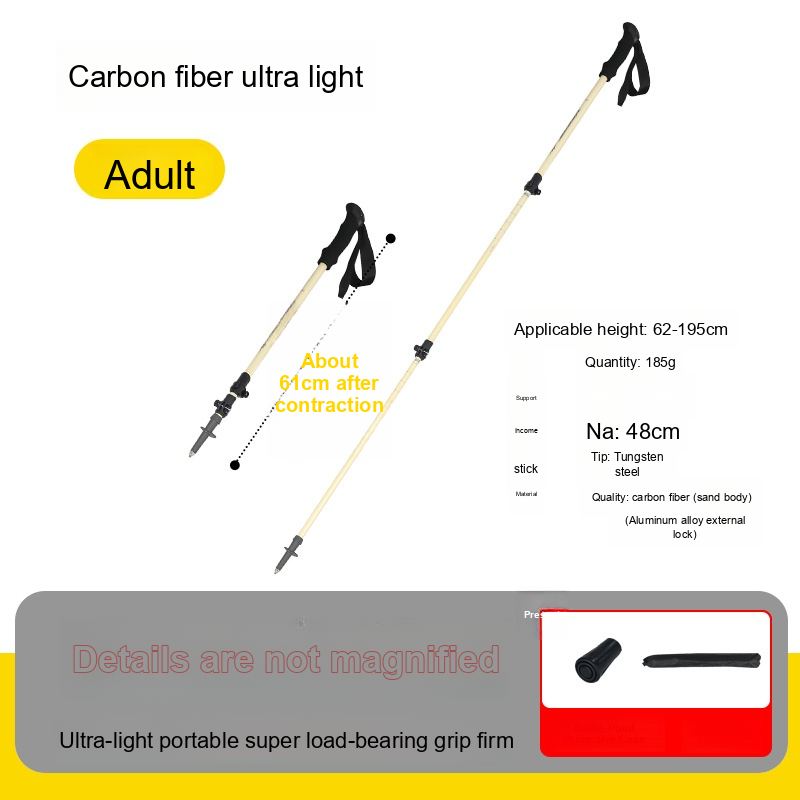 Carbon fiber ultra light
Adult
About
61cm after
contraction
Applicable height: 62-195cm
Quantity: 185g
Support
Income
Na: 48cm
Tip: Tungsten
steel
stick
Material
Quality: carbon fiber (sand body)
(Aluminum alloy external
lock)
Details are not magnified
Ultra-light portable super load-bearing grip firm